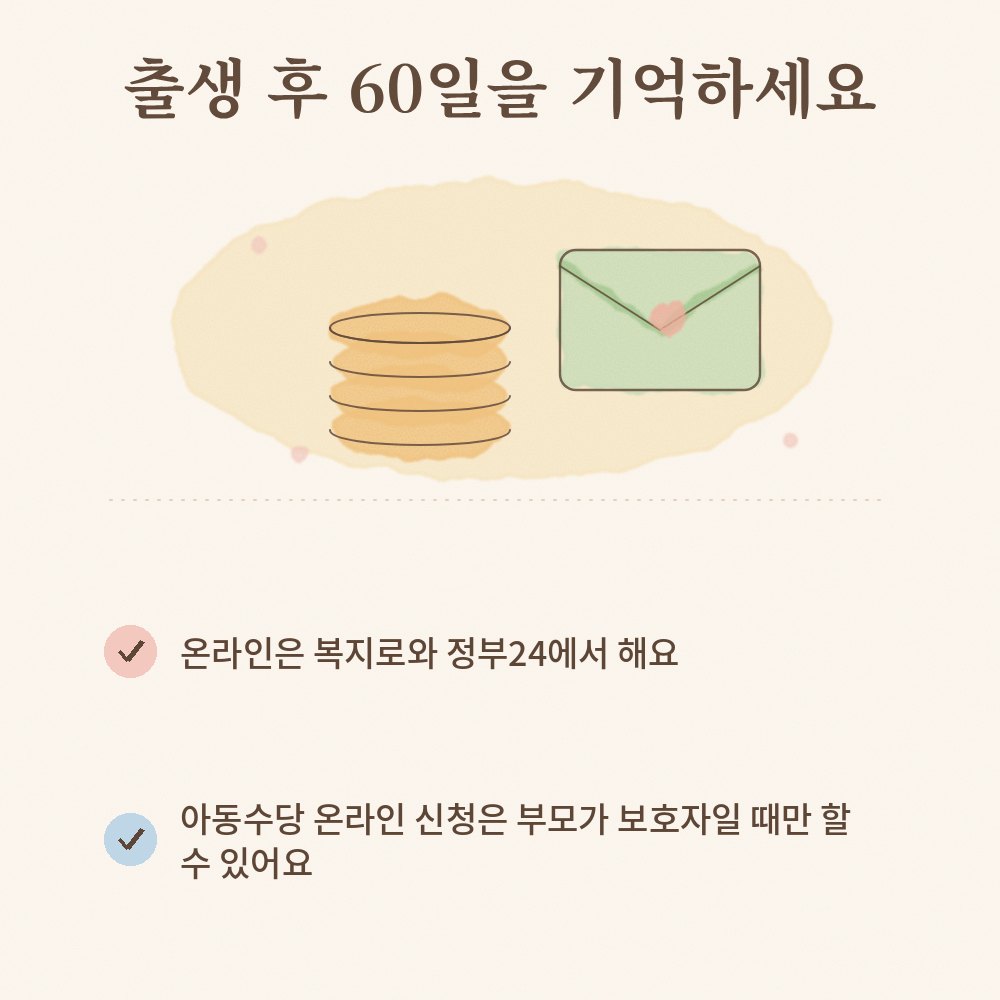 출생 후 60일을 기억하세요
온라인은 복지로와 정부24에서 해요
아동수당 온라인 신청은 부모가 보호자일 때만 할
수 있어요